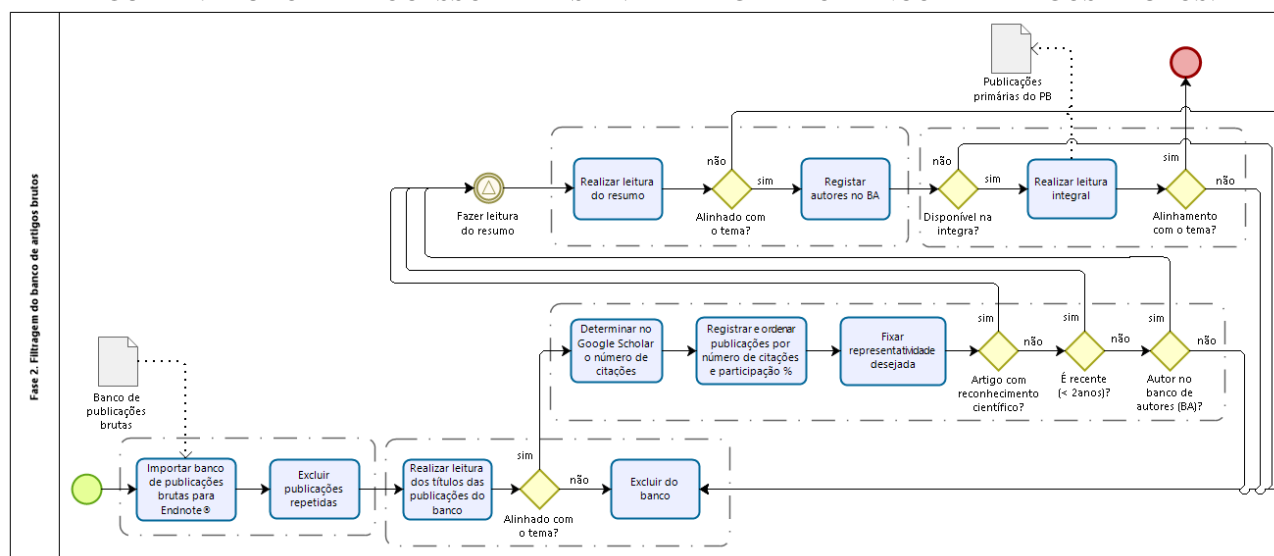 Fase 2. Filtragem do banco de artigos brutos
Publicações
primárias do PB
Fazer leitura
do resumo
Realizar leitura
do resumo
não
sim
Alinhado com
o tema?
Registar
autores no BA
não
sim
Disponível na
integra?
Realizar leitura
integral
sim
não
Alinhamento
com o tema?
Determinar no
Google Scholar
o número de
citações
Registrar e ordenar
publicações por
número de citações
e participação %
Fixar
representatividade
desejada
sim
não
Artigo com
reconhecimento
científico?
sim
não
É recente
(< 2anos)?
sim
não
Autor no
banco de
autores (BA)?
Banco de
publicações
brutas
Importar banco
de publicações
brutas para
Endnote®
Excluir
publicações
repetidas
Realizar leitura
dos títulos das
publicações do
banco
sim
não
Alinhado com
o tema?
Excluir do
banco